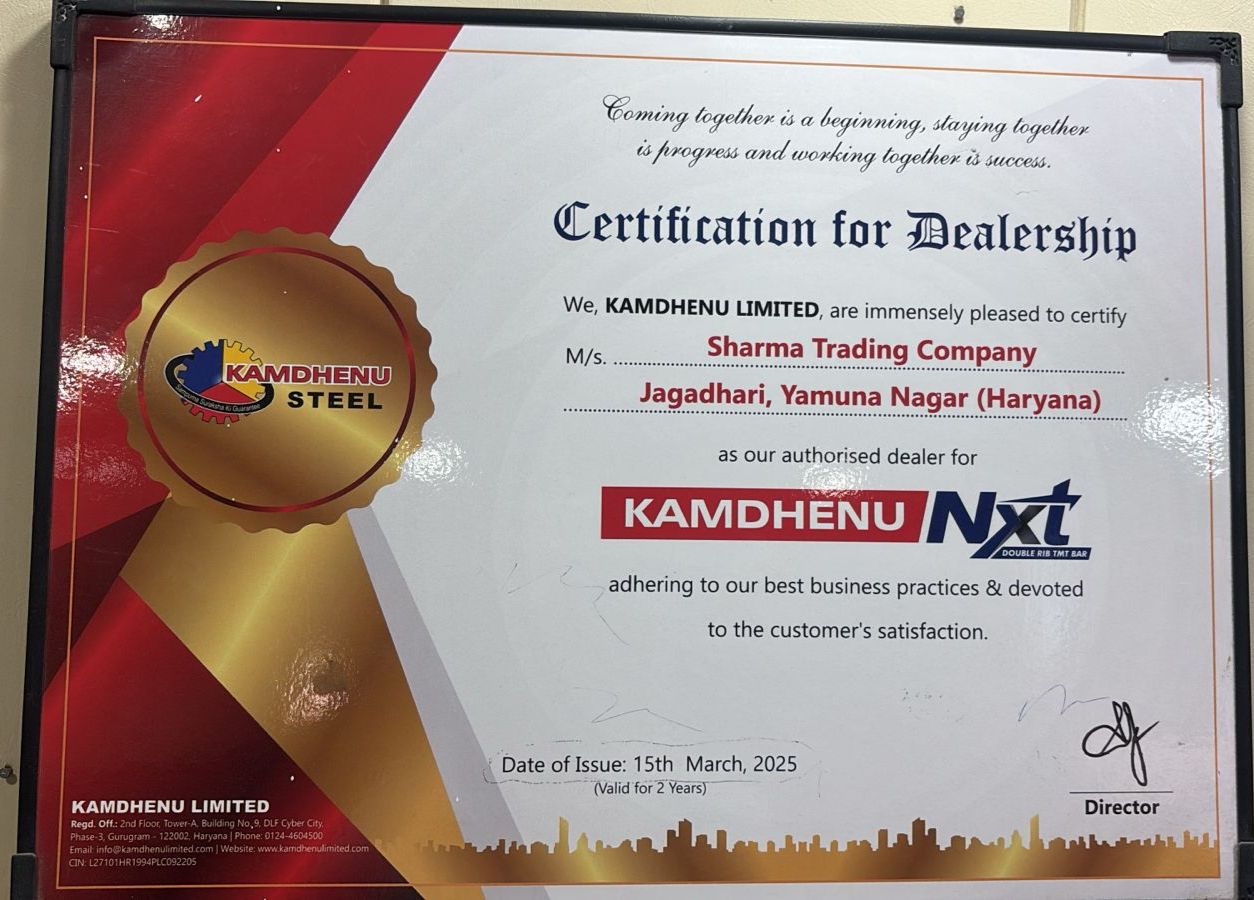 Coming together is a beginning, staying together
is progress and working together is success.
Certification for Dealership
We, KAMDHENU LIMITED, are immensely pleased to certify
M/s. Sharma Trading Company
Jagadhari, Yamuna Nagar (Haryana)
as our authorised dealer for
KAMDHENU Nxt
DOUBLE RIB TMT BAR
adhering to our best business practices & devoted
to the customer's satisfaction.
KAMDHENU
STEEL
Sampurna Suraksha Ki Guarantee
Date of Issue: 15th March, 2025
(Valid for 2 Years)
Director
KAMDHENU LIMITED
Regd. Off.: 2nd Floor, Tower-A, Building No. 9, DLF Cyber City,
Phase-3, Gurugram - 122002, Haryana | Phone: 0124-4604500
Email: info@kamdhenulimited.com | Website: www.kamdhenulimited.com
CIN: L27101HR1994PLC092205